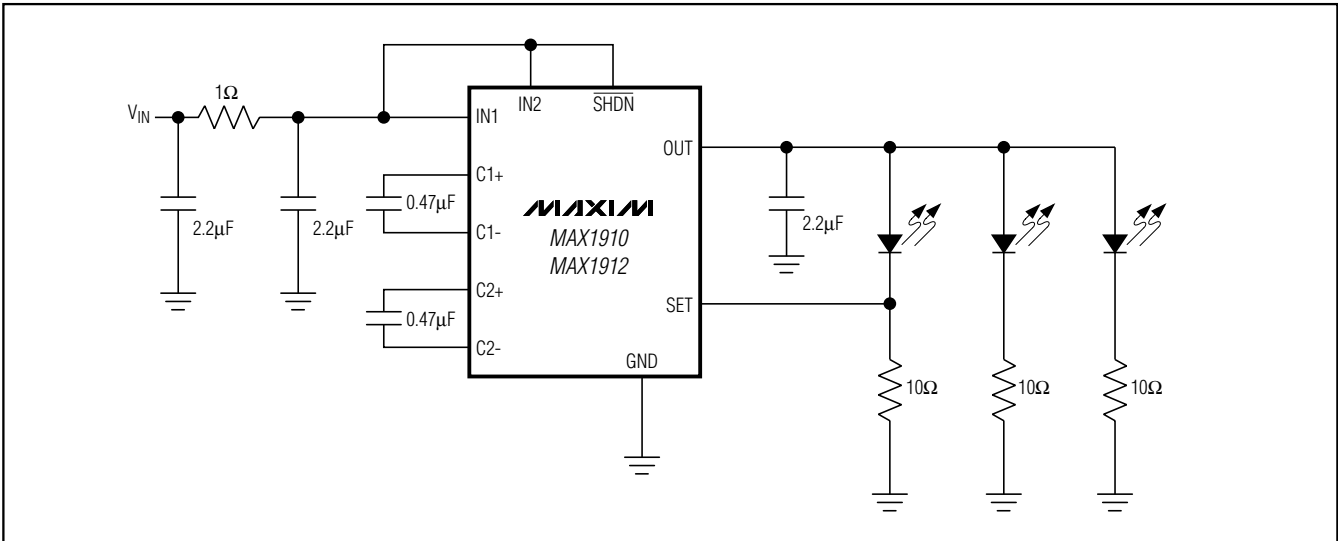 1Ω
V_IN
2.2µF
2.2µF
IN1
IN2
SHDN
C1+
0.47µF
C1-
C2+
0.47µF
C2-
MAXIM
MAX1910
MAX1912
OUT
SET
GND
2.2µF
10Ω
10Ω
10Ω